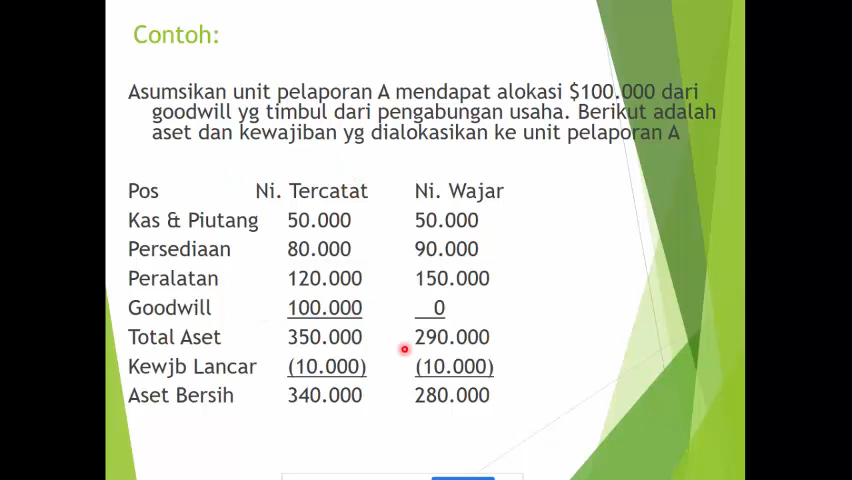 Contoh:
Asumsikan unit pelaporan A mendapat alokasi $100.000 dari
goodwill yg timbul dari pengabungan usaha. Berikut adalah
aset dan kewajiban yg dialokasikan ke unit pelaporan A
Pos Ni. Tercatat Ni. Wajar
Kas & Piutang 50.000 50.000
Persediaan 80.000 90.000
Peralatan 120.000 150.000
Goodwill 100.000 0
Total Aset 350.000 290.000
Kewjb Lancar (10.000) (10.000)
Aset Bersih 340.000 280.000